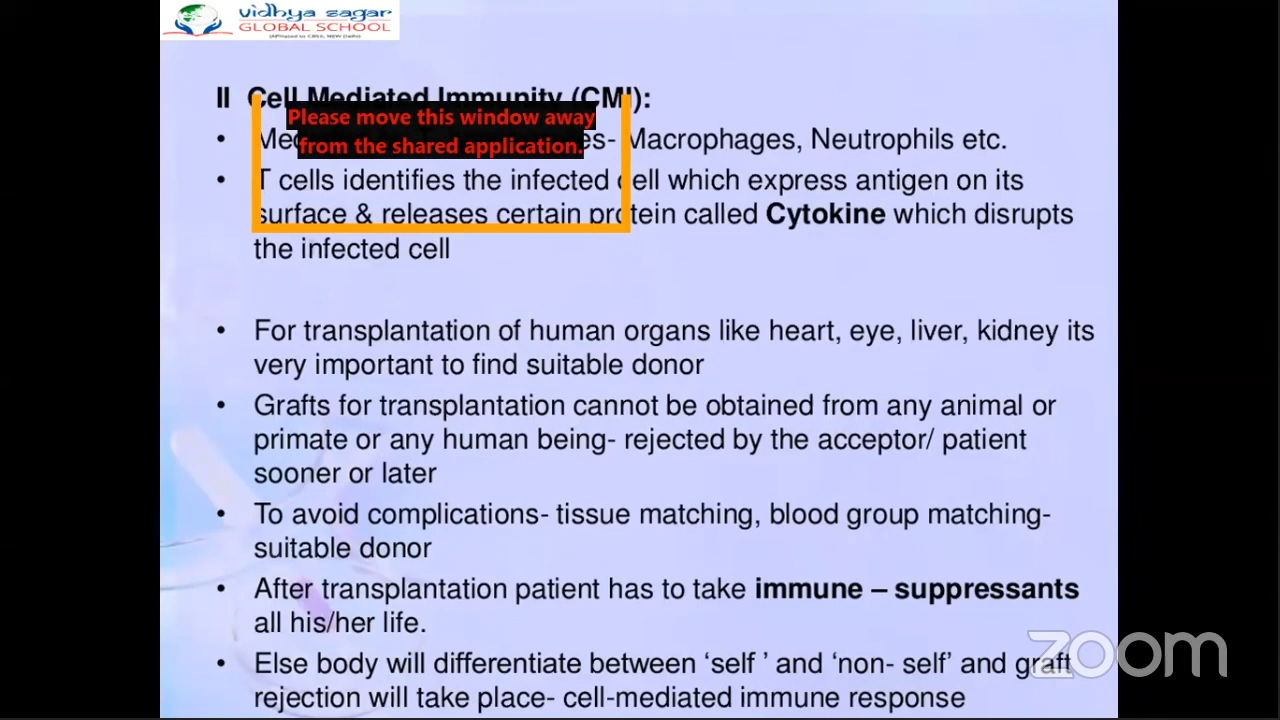 vidhya sagar
GLOBAL SCHOOL
(Affiliated to CBSE, NEW Delhi)
II Cell Mediated Immunity (CMI):
Please move this window away
from the shared application.
• Macrophages, Neutrophils etc.
• T cells identifies the infected cell which express antigen on its
surface & releases certain protein called Cytokine which disrupts
the infected cell
• For transplantation of human organs like heart, eye, liver, kidney its
very important to find suitable donor
• Grafts for transplantation cannot be obtained from any animal or
primate or any human being- rejected by the acceptor/ patient
sooner or later
• To avoid complications- tissue matching, blood group matching-
suitable donor
• After transplantation patient has to take immune – suppressants
all his/her life.
• Else body will differentiate between ‘self ’ and ‘non- self’ and graft
rejection will take place- cell-mediated immune response
zoom